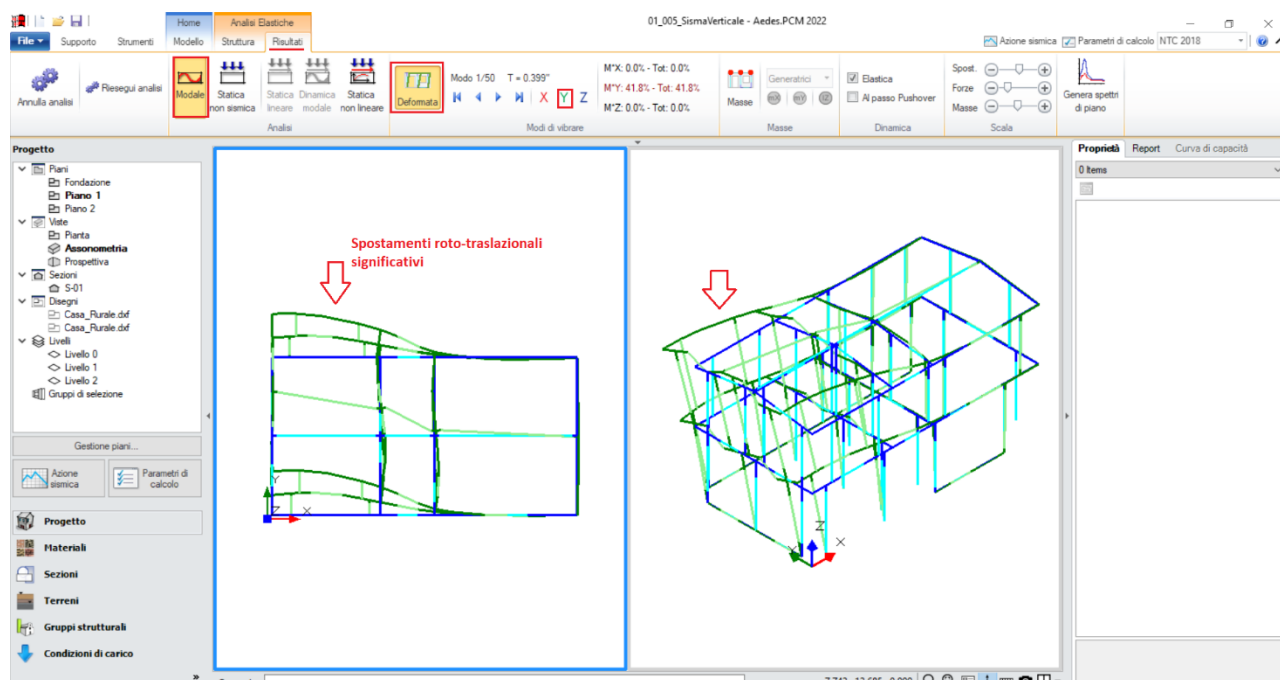 01_005_SismaVerticale - Aedes.PCM 2022
Home
Analisi Elastiche
File
Supporto
Strumenti
Modello
Struttura
Risultati
Azione sismica
Parametri di calcolo
NTC 2018
Annulla analisi
Riesegui analisi
Modale
Statica non sismica
Statica lineare
Dinamica modale
Statica non lineare
Analisi
Deformata
Modo 1/50 T = 0.399"
X Y Z
M*X: 0.0% - Tot: 0.0%
M*Y: 41.8% - Tot: 41.8%
M*Z: 0.0% - Tot: 0.0%
Modi di vibrare
Masse
Generatrici
Masse
Elastica
Al passo Pushover
Dinamica
Spost.
Forze
Masse
Scala
Genera spettri di piano
Progetto
Piani
Fondazione
Piano 1
Piano 2
Viste
Pianta
Assonometria
Prospettiva
Sezioni
S-01
Disegni
Casa_Rurale.dxf
Casa_Rurale.dxf
Livelli
Livello 0
Livello 1
Livello 2
Gruppi di selezione
Gestione piani...
Azione sismica
Parametri di calcolo
Progetto
Materiali
Sezioni
Terreni
Gruppi strutturali
Condizioni di carico
Spostamenti roto-traslazionali
significativi
Y
Z
X
Z
X
Proprietà
Report
Curva di capacità
0 Items